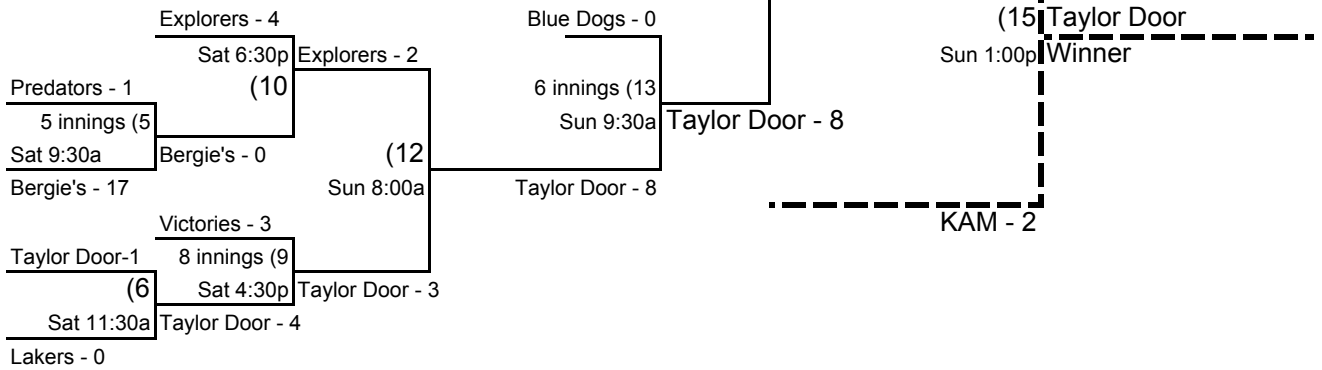 Explorers - 4
Blue Dogs - 0
(15 Taylor Door
Sat 6:30p Explorers - 2
Sun 1:00p Winner
Predators - 1
(10
6 innings (13
5 innings (5
Sun 9:30a Taylor Door - 8
Sat 9:30a
Bergie's - 0
(12
Bergie's - 17
Sun 8:00a
Taylor Door - 8
Victories - 3
KAM - 2
Taylor Door-1
8 innings (9
(6
Sat 4:30p Taylor Door - 3
Sat 11:30a Taylor Door - 4
Lakers - 0